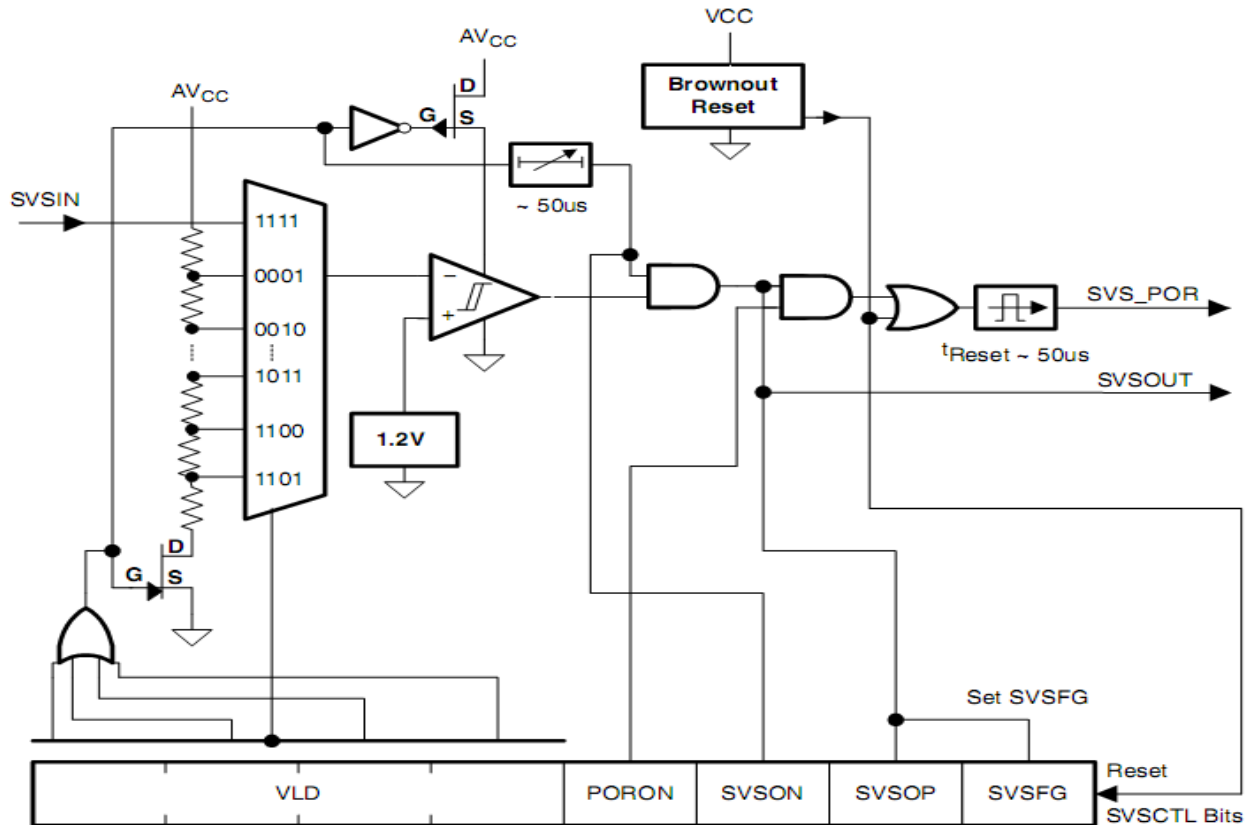 VCC
AVCC
AVCC
Brownout
Reset
D
G
S
SVSIN
~ 50us
1111
0001
−
+
0010
1011
1100
1101
1.2V
SVS_POR
tReset ~ 50us
SVSOUT
D
G
S
Set SVSFG
VLD
PORON
SVSON
SVSOP
SVSFG
Reset
SVSCTL Bits